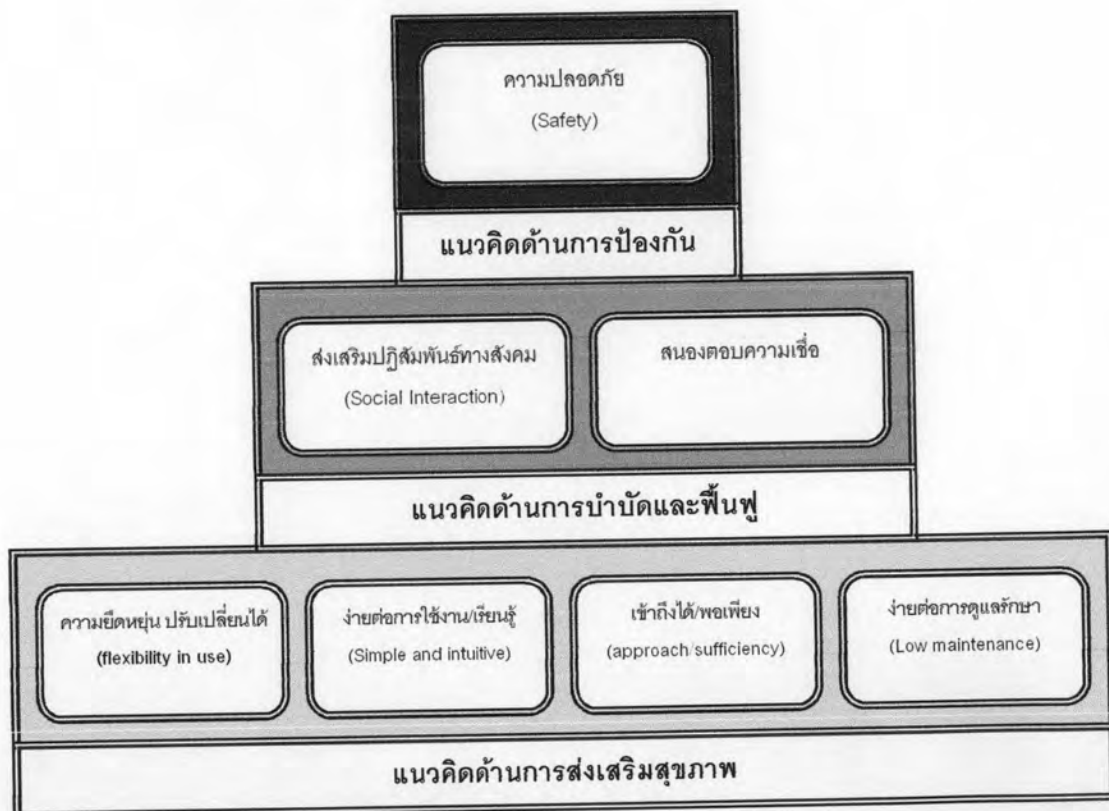 ความปลอดภัย
(Safety)
แนวคิดด้านการป้องกัน
ส่งเสริมปฏิสัมพันธ์ทางสังคม
(Social Interaction)
สนองตอบความเชื่อ
แนวคิดด้านการบำบัดและฟื้นฟู
ความยืดหยุ่น ปรับเปลี่ยนได้
(flexibility in use)
ง่ายต่อการใช้งาน/เรียนรู้
(Simple and intuitive)
เข้าถึงได้/พอเพียง
(approach/sufficiency)
ง่ายต่อการดูแลรักษา
(Low maintenance)
แนวคิดด้านการส่งเสริมสุขภาพ